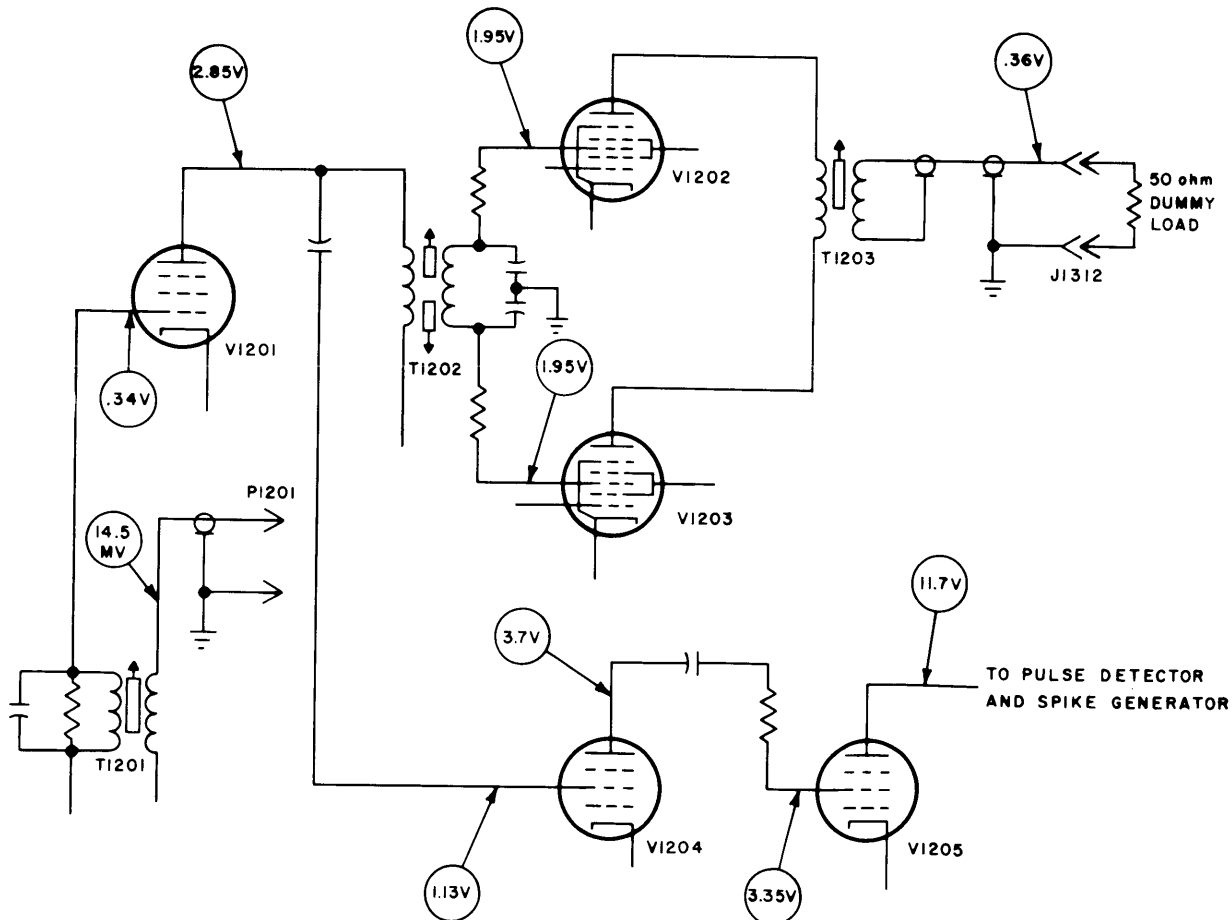 1.95V
.36V
2.85V
V1202
50 ohm
DUMMY
LOAD
T1203
J1312
V1201
T1202
1.95V
.34V
P1201
V1203
14.5
MV
11.7V
3.7V
TO PULSE DETECTOR
AND SPIKE GENERATOR
T1201
V1204
V1205
1.13V
3.35V